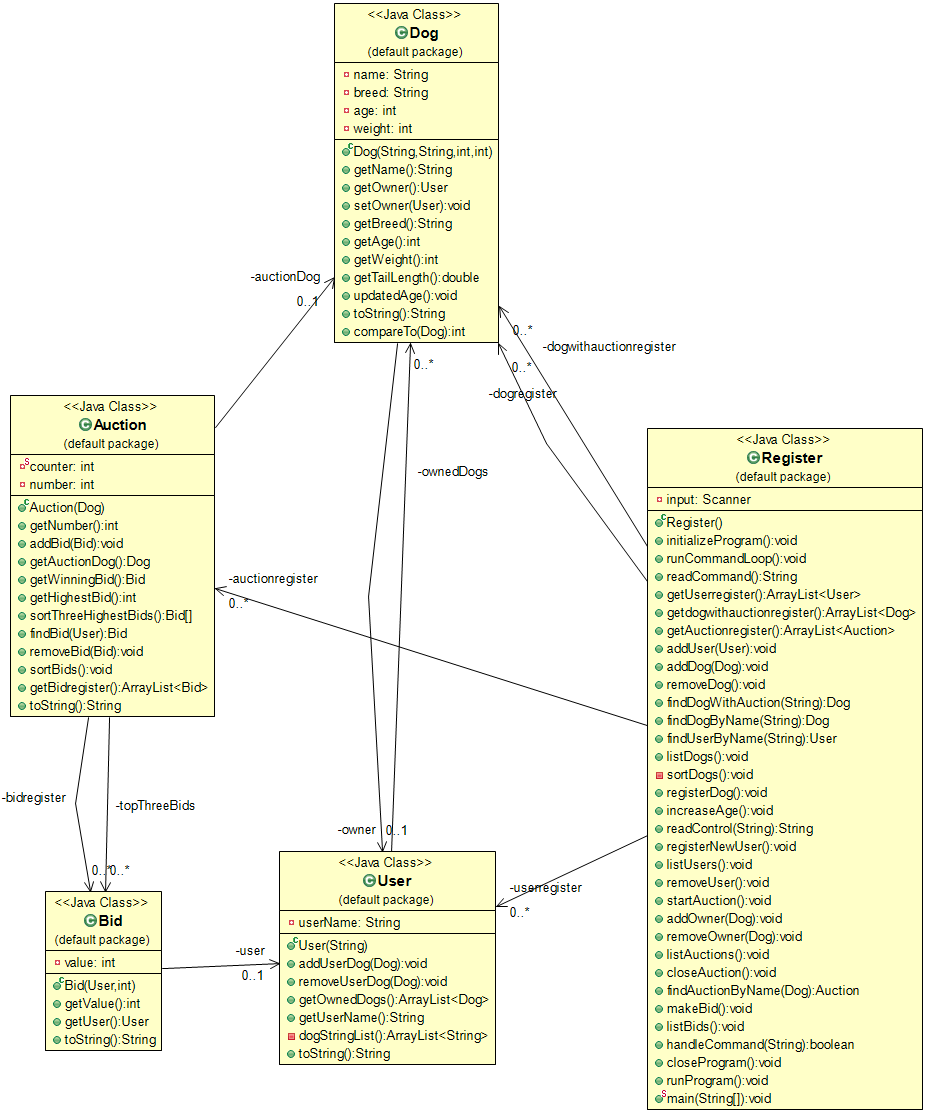 <<Java Class>>
Dog
(default package)
name: String
breed: String
age: int
weight: int
Dog(String,String,int,int)
getName():String
getOwner():User
setOwner(User):void
getBreed():String
getAge():int
getWeight():int
getTailLength():double
updatedAge():void
toString():String
compareTo(Dog):int
-auctionDog
0..1
0..*
-dogwithauctionregister
0..*
-dogregister
0..*
-ownedDogs
<<Java Class>>
Auction
(default package)
counter: int
number: int
Auction(Dog)
getNumber():int
addBid(Bid):void
getAuctionDog():Dog
getWinningBid():Bid
getHighestBid():int
sortThreeHighestBids():Bid[]
findBid(User):Bid
removeBid(Bid):void
sortBids():void
getBidregister():ArrayList<Bid>
toString():String
-auctionregister
0..*
<<Java Class>>
Register
(default package)
input: Scanner
Register()
initializeProgram():void
runCommandLoop():void
readCommand():String
getUserregister():ArrayList<User>
getdogwithauctionregister():ArrayList<Dog>
getAuctionregister():ArrayList<Auction>
addUser(User):void
addDog(Dog):void
removeDog():void
findDogWithAuction(String):Dog
findDogByName(String):Dog
findUserByName(String):User
listDogs():void
sortDogs():void
registerDog():void
increaseAge():void
readControl(String):String
registerNewUser():void
listUsers():void
removeUser():void
startAuction():void
addOwner(Dog):void
removeOwner(Dog):void
listAuctions():void
closeAuction():void
findAuctionByName(Dog):Auction
makeBid():void
listBids():void
handleCommand(String):boolean
closeProgram():void
runProgram():void
main(String[]):void
-bidregister
0..*
-topThreeBids
0..*
-owner
0..1
-userregister
0..*
<<Java Class>>
Bid
(default package)
value: int
Bid(User,int)
getValue():int
getUser():User
toString():String
-user
0..1
<<Java Class>>
User
(default package)
userName: String
User(String)
addUserDog(Dog):void
removeUserDog(Dog):void
getOwnedDogs():ArrayList<Dog>
getUserName():String
dogStringList():ArrayList<String>
toString():String